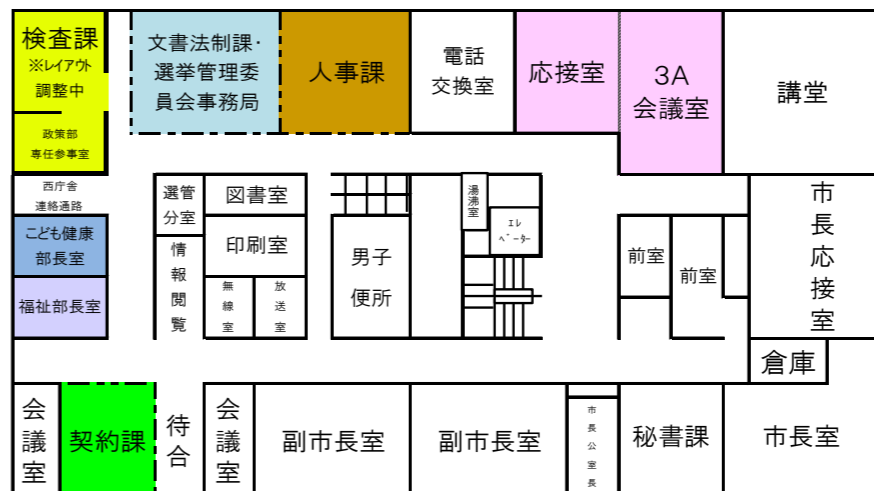 検査課
※レイアウト
調整中
文書法制課・
選挙管理委
員会事務局
人事課
電話
交換室
応接室
3A
会議室
講堂
政策部
専任参事室
西庁舎
連絡通路
こども健康
部長室
福祉部長室
選管
分室
情報閲覧
図書室
印刷室
無線室
放送室
男子
便所
湯沸室
エレ
ベーター
前室
前室
市長応接室
倉庫
会議室
契約課
待合
会議室
副市長室
副市長室
市長公室長
秘書課
市長室